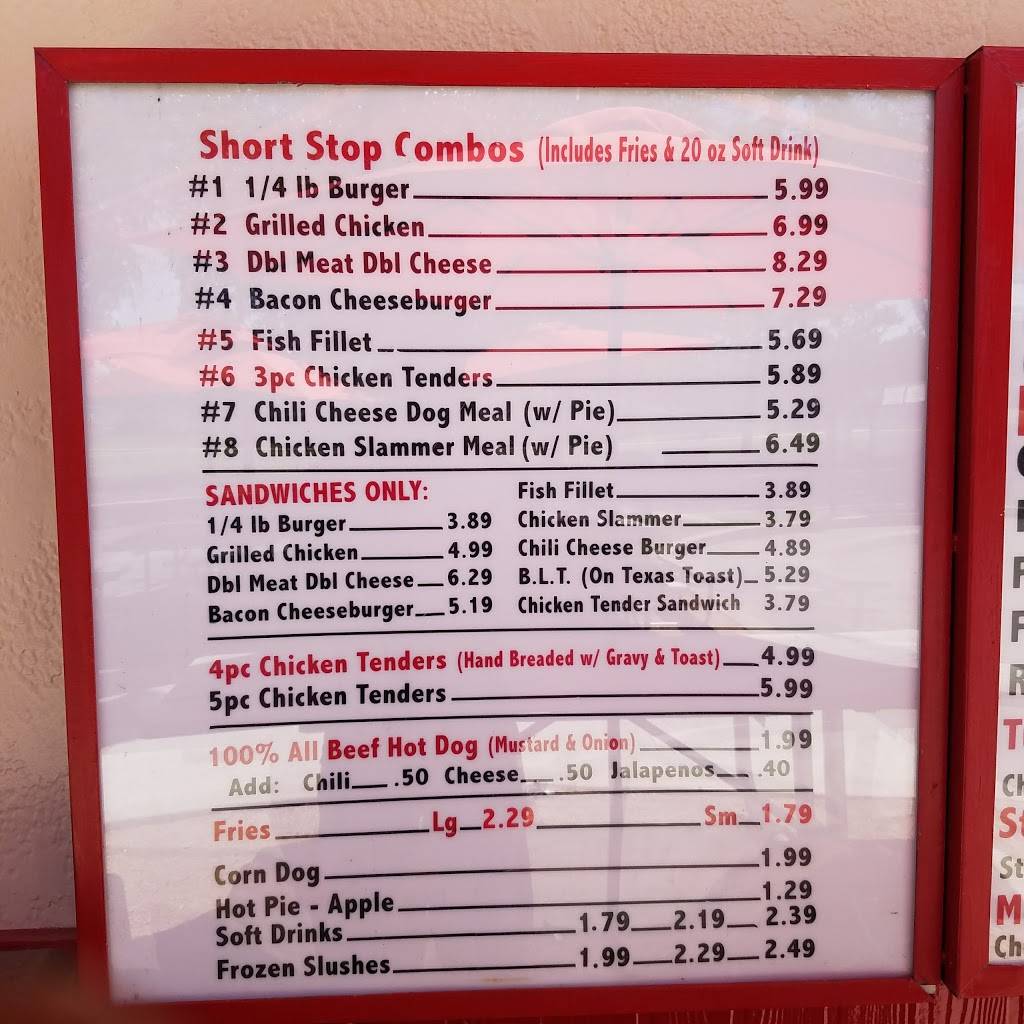 Short Stop Combos (Includes Fries & 20 oz Soft Drink)
#1 1/4 lb Burger 5.99
#2 Grilled Chicken 6.99
#3 Dbl Meat Dbl Cheese 8.29
#4 Bacon Cheeseburger 7.29
#5 Fish Fillet 5.69
#6 3pc Chicken Tenders 5.89
#7 Chili Cheese Dog Meal (w/ Pie) 5.29
#8 Chicken Slammer Meal (w/ Pie) 6.49
SANDWICHES ONLY:
1/4 lb Burger 3.89
Grilled Chicken 4.99
Dbl Meat Dbl Cheese 6.29
Bacon Cheeseburger 5.19
Fish Fillet 3.89
Chicken Slammer 3.79
Chili Cheese Burger 4.89
B.L.T. (On Texas Toast) 5.29
Chicken Tender Sandwich 3.79
4pc Chicken Tenders (Hand Breaded w/ Gravy & Toast) 4.99
5pc Chicken Tenders 5.99
100% All Beef Hot Dog (Mustard & Onion) 1.99
Add: Chili .50 Cheese .50 Jalapenos .40
Fries Lg 2.29 Sm 1.79
Corn Dog 1.99
Hot Pie - Apple 1.29
Soft Drinks 1.79 2.19 2.39
Frozen Slushes 1.99 2.29 2.49